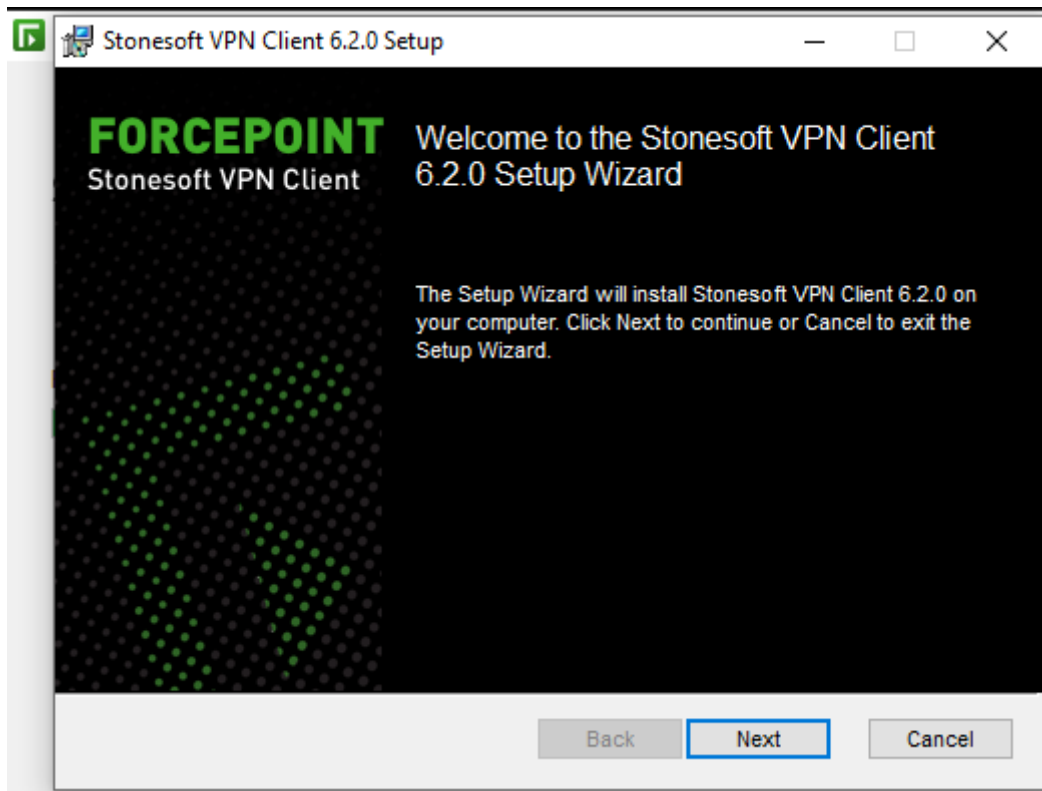 Stonesoft VPN Client 6.2.0 Setup
FORCEPOINT
Stonesoft VPN Client
Welcome to the Stonesoft VPN Client
6.2.0 Setup Wizard
The Setup Wizard will install Stonesoft VPN Client 6.2.0 on
your computer. Click Next to continue or Cancel to exit the
Setup Wizard.
Back
Next
Cancel